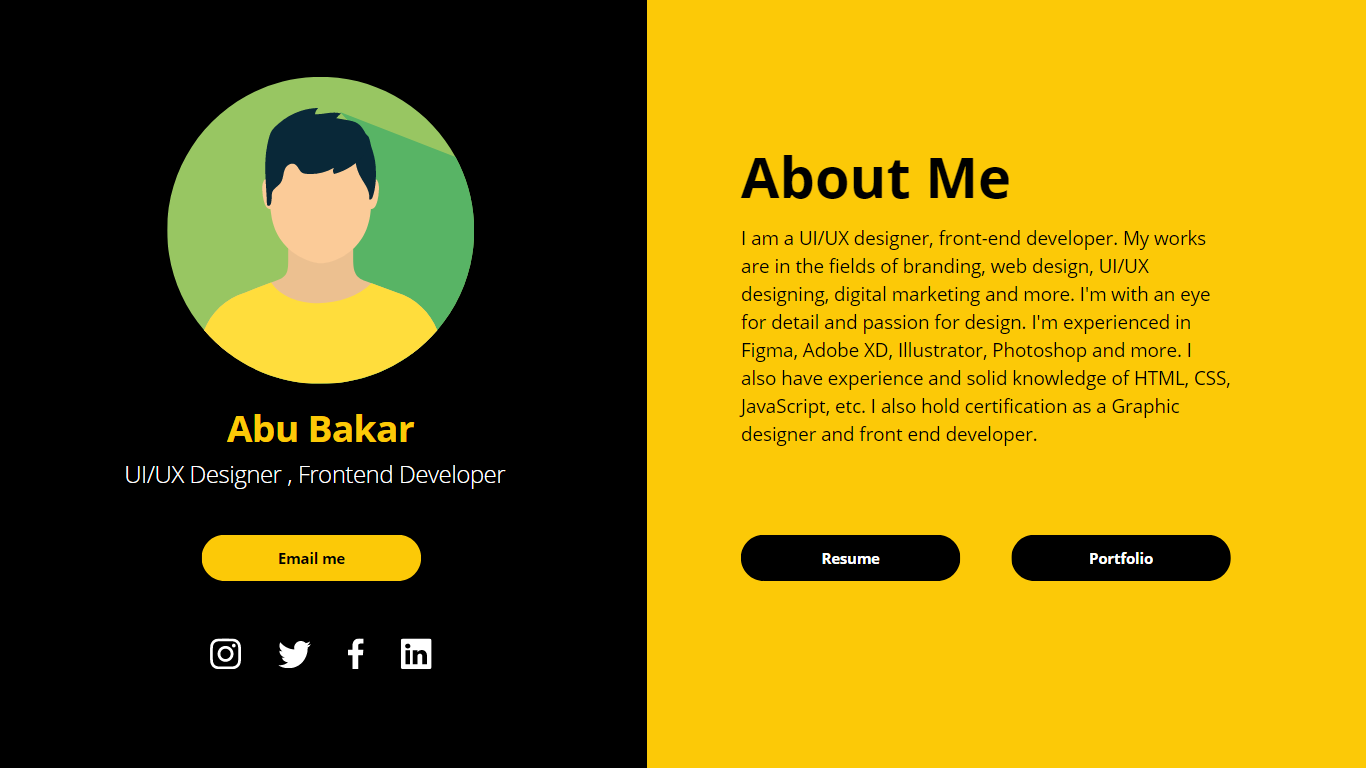 Abu Bakar
UI/UX Designer , Frontend Developer
Email me
About Me
I am a UI/UX designer, front-end developer. My works
are in the fields of branding, web design, UI/UX
designing, digital marketing and more. I'm with an eye
for detail and passion for design. I'm experienced in
Figma, Adobe XD, Illustrator, Photoshop and more. I
also have experience and solid knowledge of HTML, CSS,
JavaScript, etc. I also hold certification as a Graphic
designer and front end developer.
Resume
Portfolio